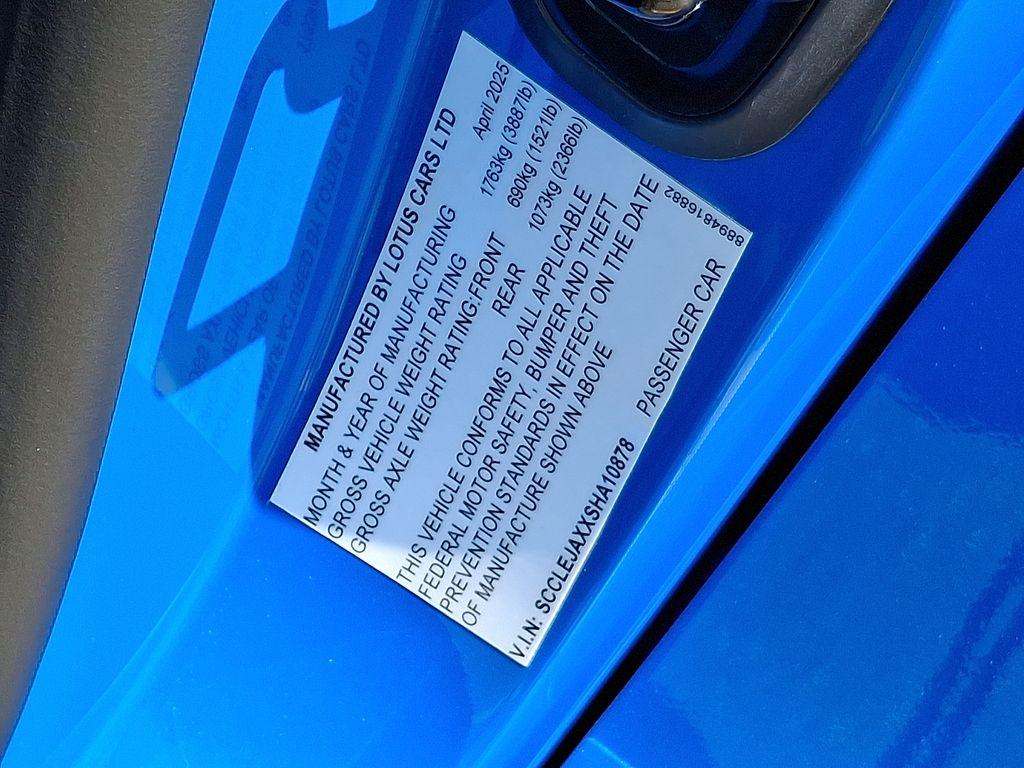 MANUFACTURED BY LOTUS CARS LTD
MONTH & YEAR OF MANUFACTURING April 2025
GROSS VEHICLE WEIGHT RATING 1763kg (3887lb)
GROSS AXLE WEIGHT RATING:FRONT 690kg (1521lb)
REAR 1073kg (2366lb)
THIS VEHICLE CONFORMS TO ALL APPLICABLE
FEDERAL MOTOR SAFETY, BUMPER AND THEFT
PREVENTION STANDARDS IN EFFECT ON THE DATE
OF MANUFACTURE SHOWN ABOVE
V.I.N: SCCLEJAXXSHA10878 PASSENGER CAR
8894816882